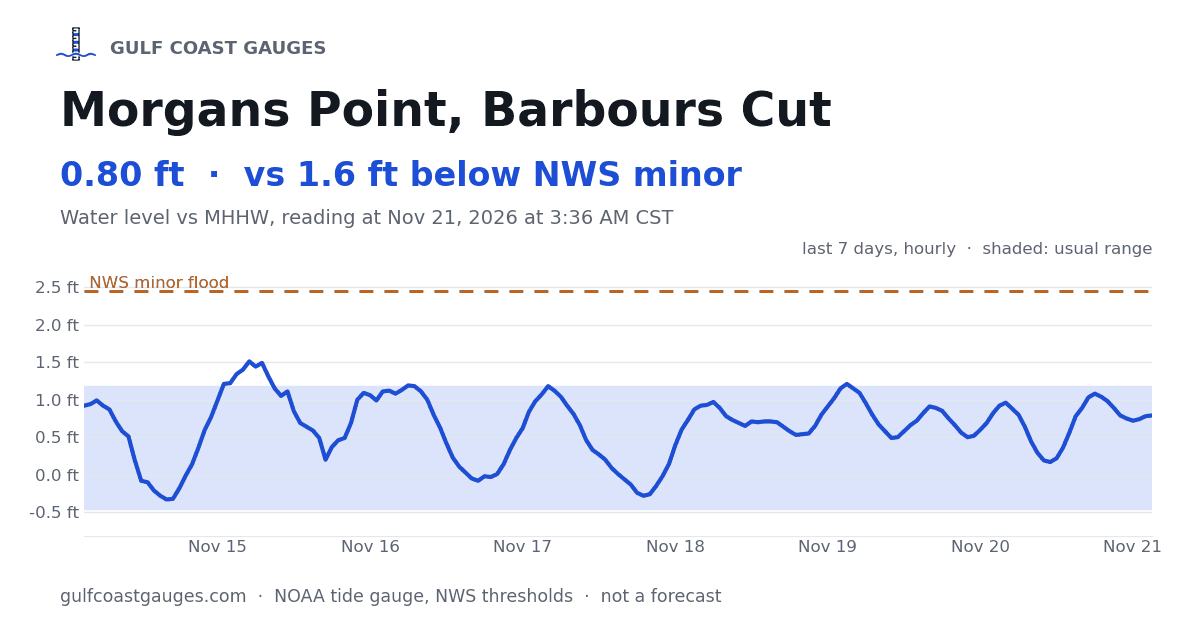 GULF COAST GAUGES
Morgans Point, Barbours Cut
0.80 ft · vs 1.6 ft below NWS minor
Water level vs MHHW, reading at Nov 21, 2026 at 3:36 AM CST
last 7 days, hourly · shaded: usual range
NWS minor flood
2.5 ft
2.0 ft
1.5 ft
1.0 ft
0.5 ft
0.0 ft
-0.5 ft
Nov 15 Nov 16 Nov 17 Nov 18 Nov 19 Nov 20 Nov 21
gulfcoastgauges.com · NOAA tide gauge, NWS thresholds · not a forecast